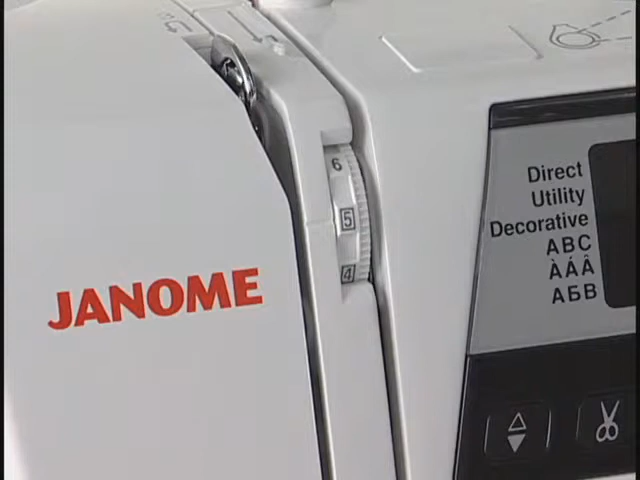 JANOME
6
5
4
Direct
Utility
Decorative
ABC
ÀÁÂ
АБВ